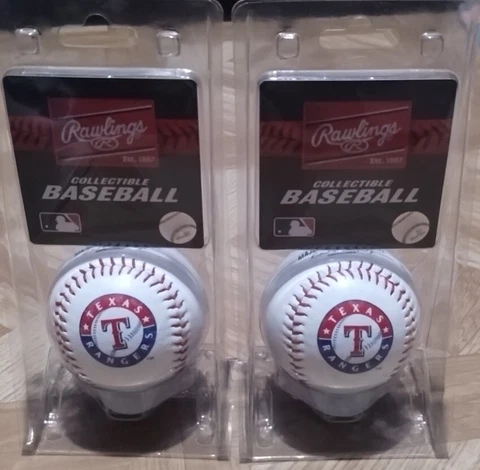 Rawlings
EST. 1887
COLLECTIBLE
BASEBALL
TEXAS
T
RANGERS
Rawlings
EST. 1887
COLLECTIBLE
BASEBALL
TEXAS
T
RANGERS